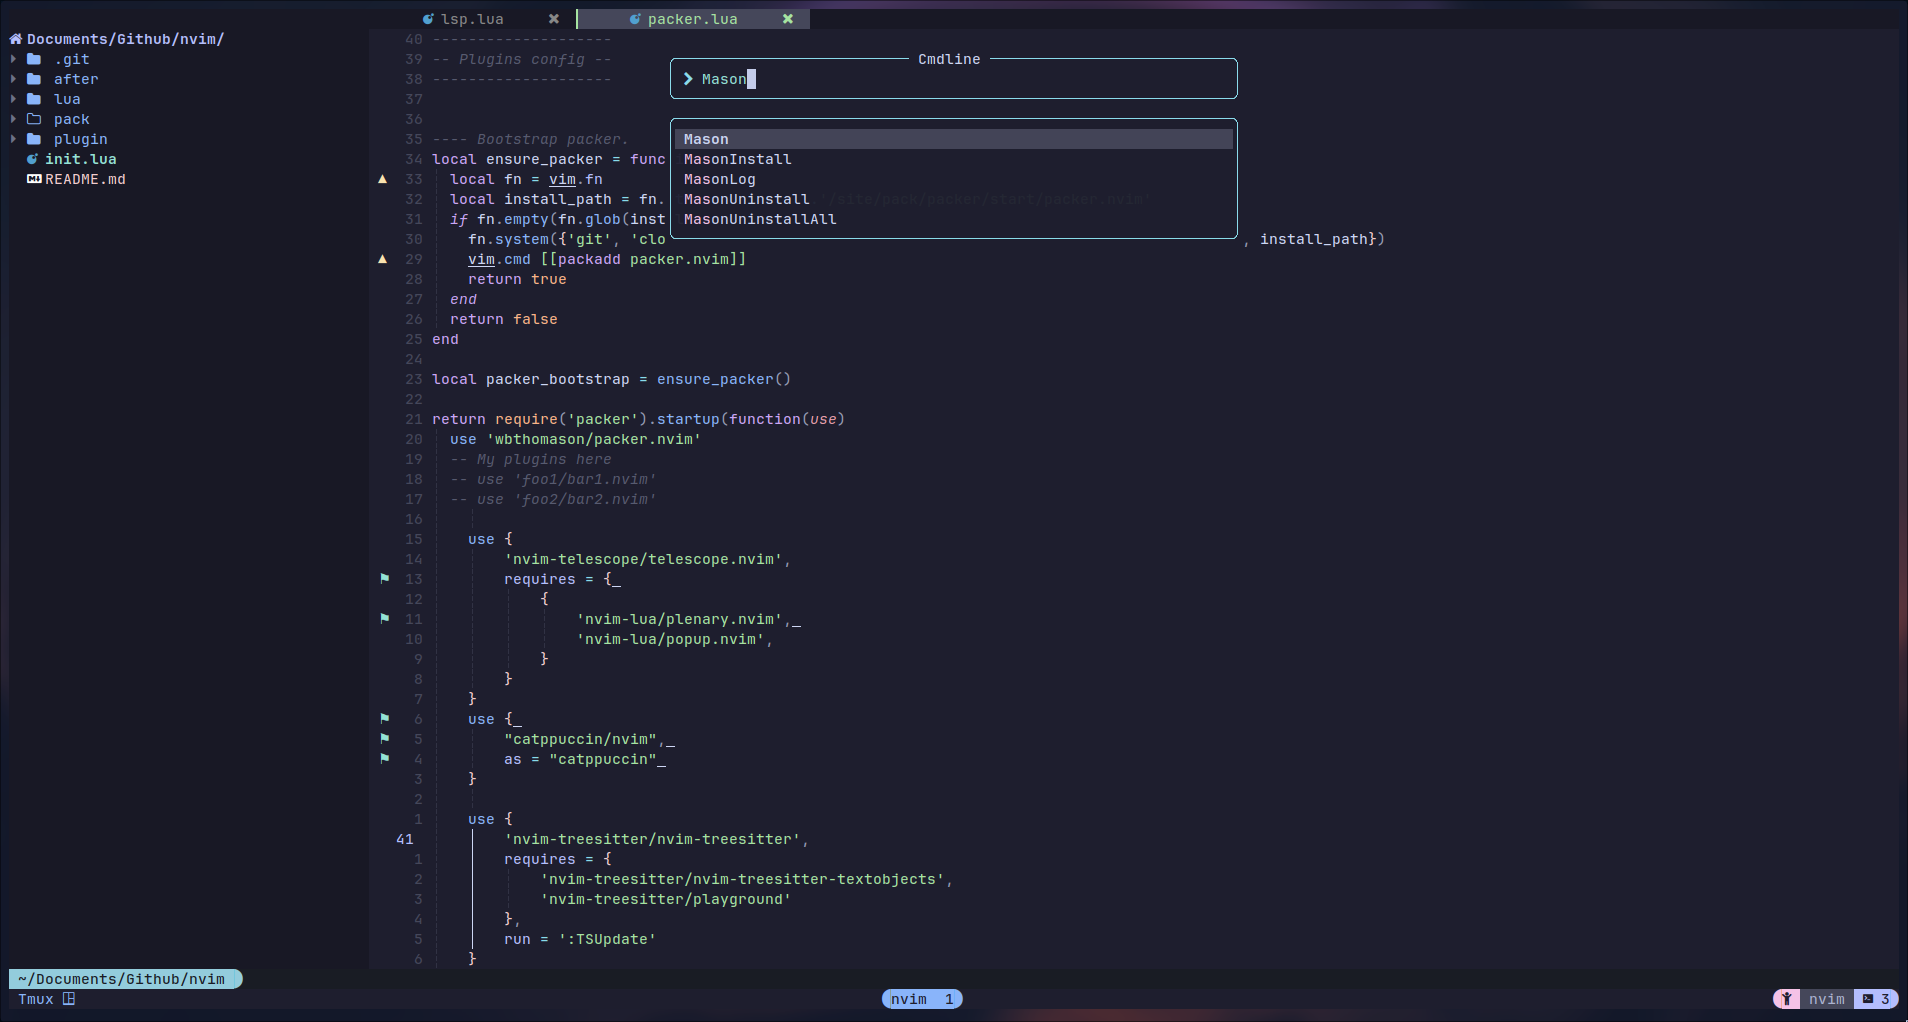 lsp.lua ✖ packer.lua ✖
Documents/Github/nvim/
.git
after
lua
pack
plugin
init.lua
README.md
40 --------------------
39 -- Plugins config --
38 --------------------
37
36
35 ---- Bootstrap packer.
34 local ensure_packer = func
33 local fn = vim.fn
32 local install_path = fn. '/site/pack/packer/start/packer.nvim'
31 if fn.empty(fn.glob(inst
30 fn.system({'git', 'clo , install_path})
29 vim.cmd [[packadd packer.nvim]]
28 return true
27 end
26 return false
25 end
24
23 local packer_bootstrap = ensure_packer()
22
21 return require('packer').startup(function(use)
20 use 'wbthomason/packer.nvim'
19 -- My plugins here
18 -- use 'foo1/bar1.nvim'
17 -- use 'foo2/bar2.nvim'
16
15 use {
14 'nvim-telescope/telescope.nvim',
13 requires = {_
12 {
11 'nvim-lua/plenary.nvim',_
10 'nvim-lua/popup.nvim',
9 }
8 }
7 }
6 use {_
5 "catppuccin/nvim",_
4 as = "catppuccin"_
3 }
2
1 use {
41 'nvim-treesitter/nvim-treesitter',
1 requires = {
2 'nvim-treesitter/nvim-treesitter-textobjects',
3 'nvim-treesitter/playground'
4 },
5 run = ':TSUpdate'
6 }
Cmdline
❯ Mason
Mason
MasonInstall
MasonLog
MasonUninstall
MasonUninstallAll
~/Documents/Github/nvim
Tmux
nvim 1
nvim 3